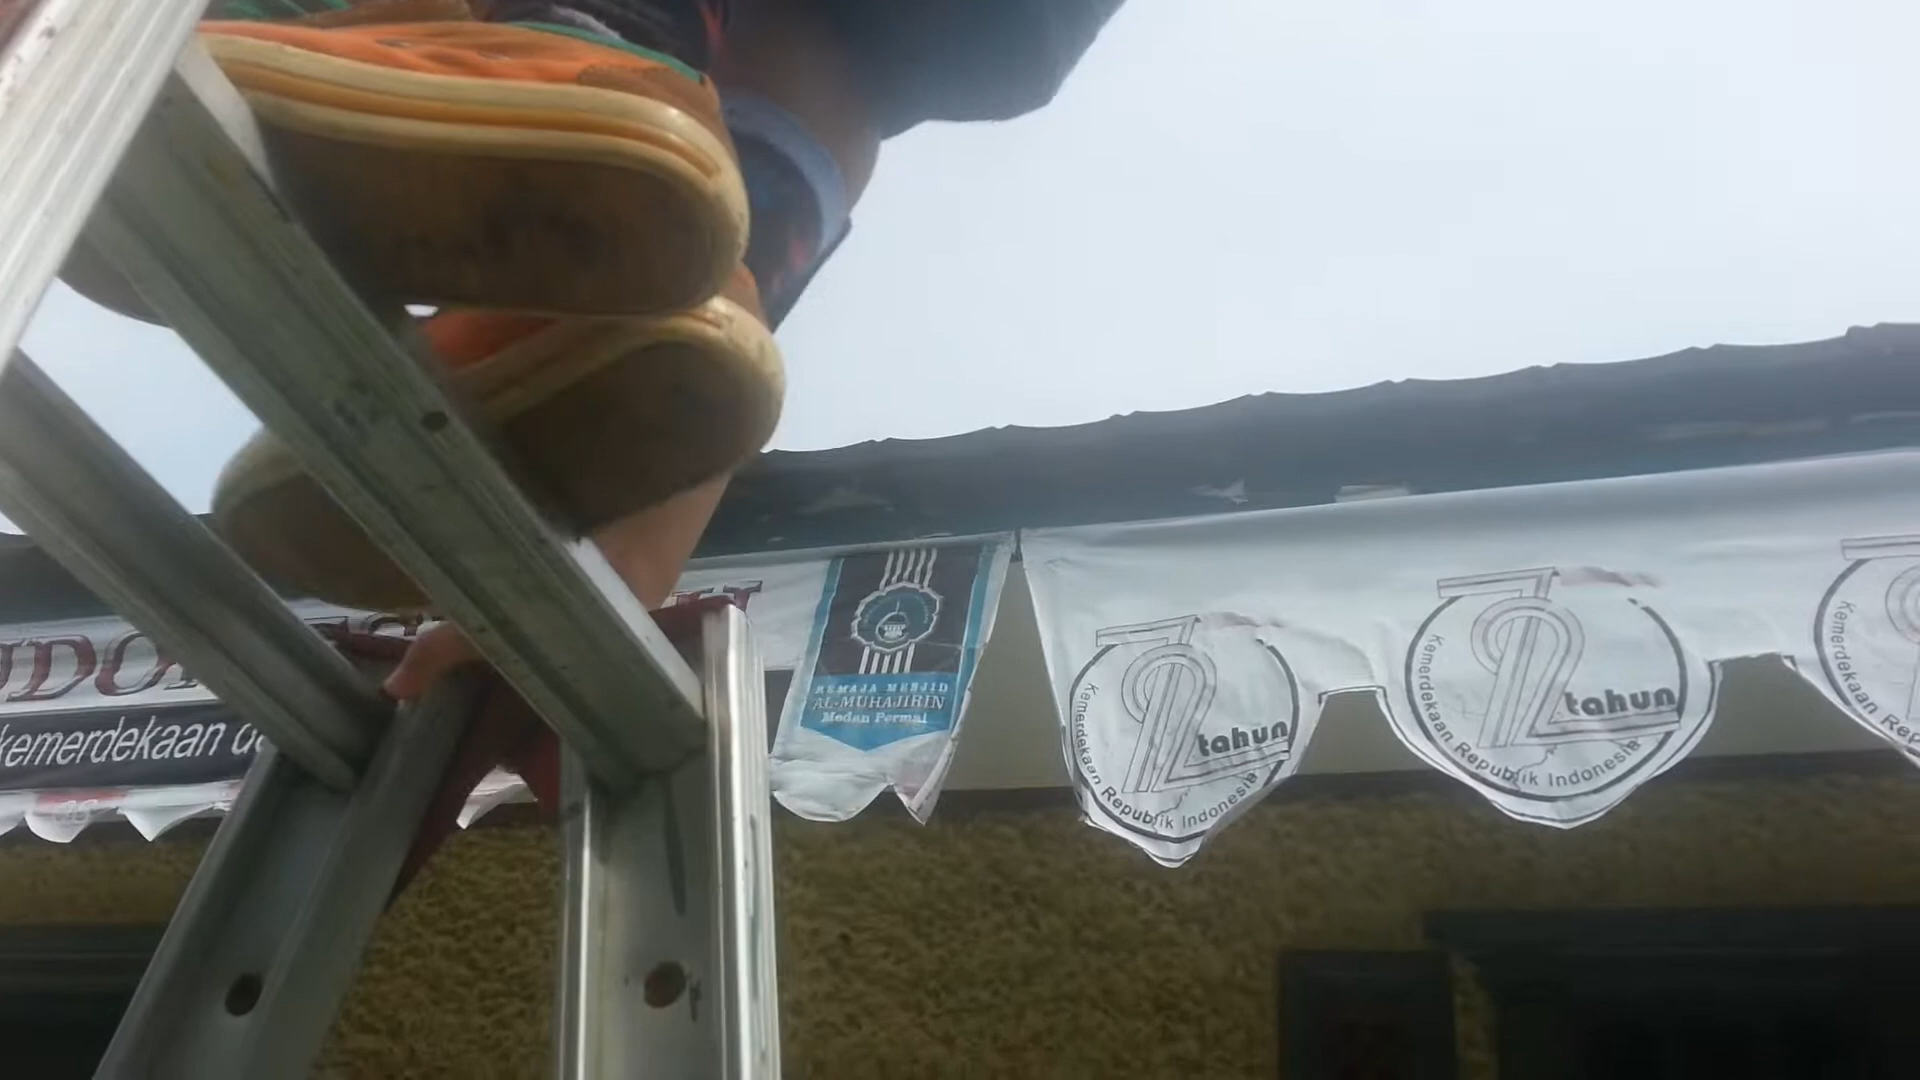 kemerdekaan
REMAJA MESJID
AL-MUHAJIRIN
Medan Permai
72
tahun
Kemerdekaan Republik Indonesia
72
tahun
Kemerdekaan Republik Indonesia
Kemerdekaan